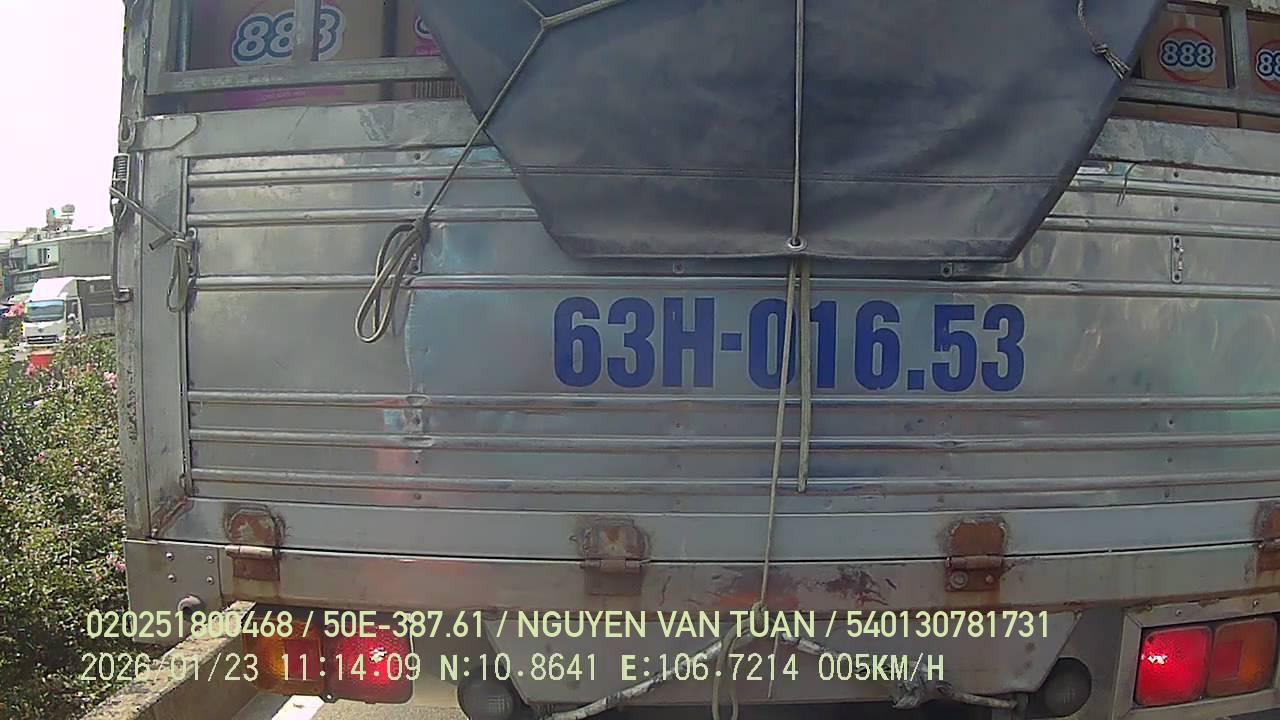 888
888
88
63H-016.53
020251800468 / 50E-387.61 / NGUYEN VAN TUAN / 540130781731
2026/01/23 11:14:09 N:10.8641 E:106.7214 005KM/H